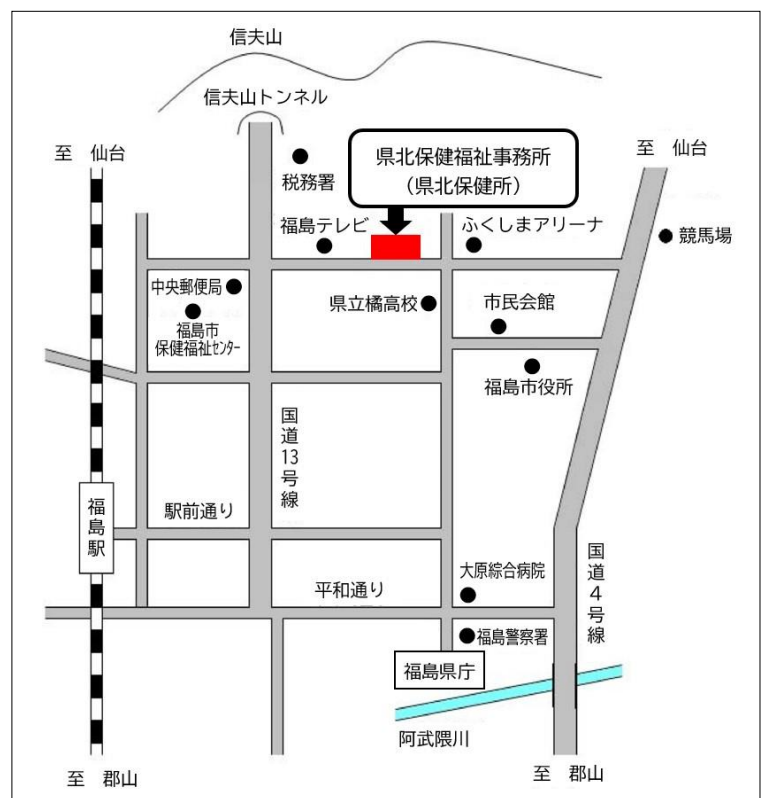 信夫山
信夫山トンネル
至　仙台
県北保健福祉事務所
（県北保健所）
至　仙台
税務署
福島テレビ
ふくしまアリーナ
競馬場
中央郵便局
福島市
保健福祉センター
県立橘高校
市民会館
福島市役所
国道13号線
駅前通り
福島駅
平和通り
大原綜合病院
国道4号線
福島警察署
福島県庁
阿武隈川
至　郡山
至　郡山